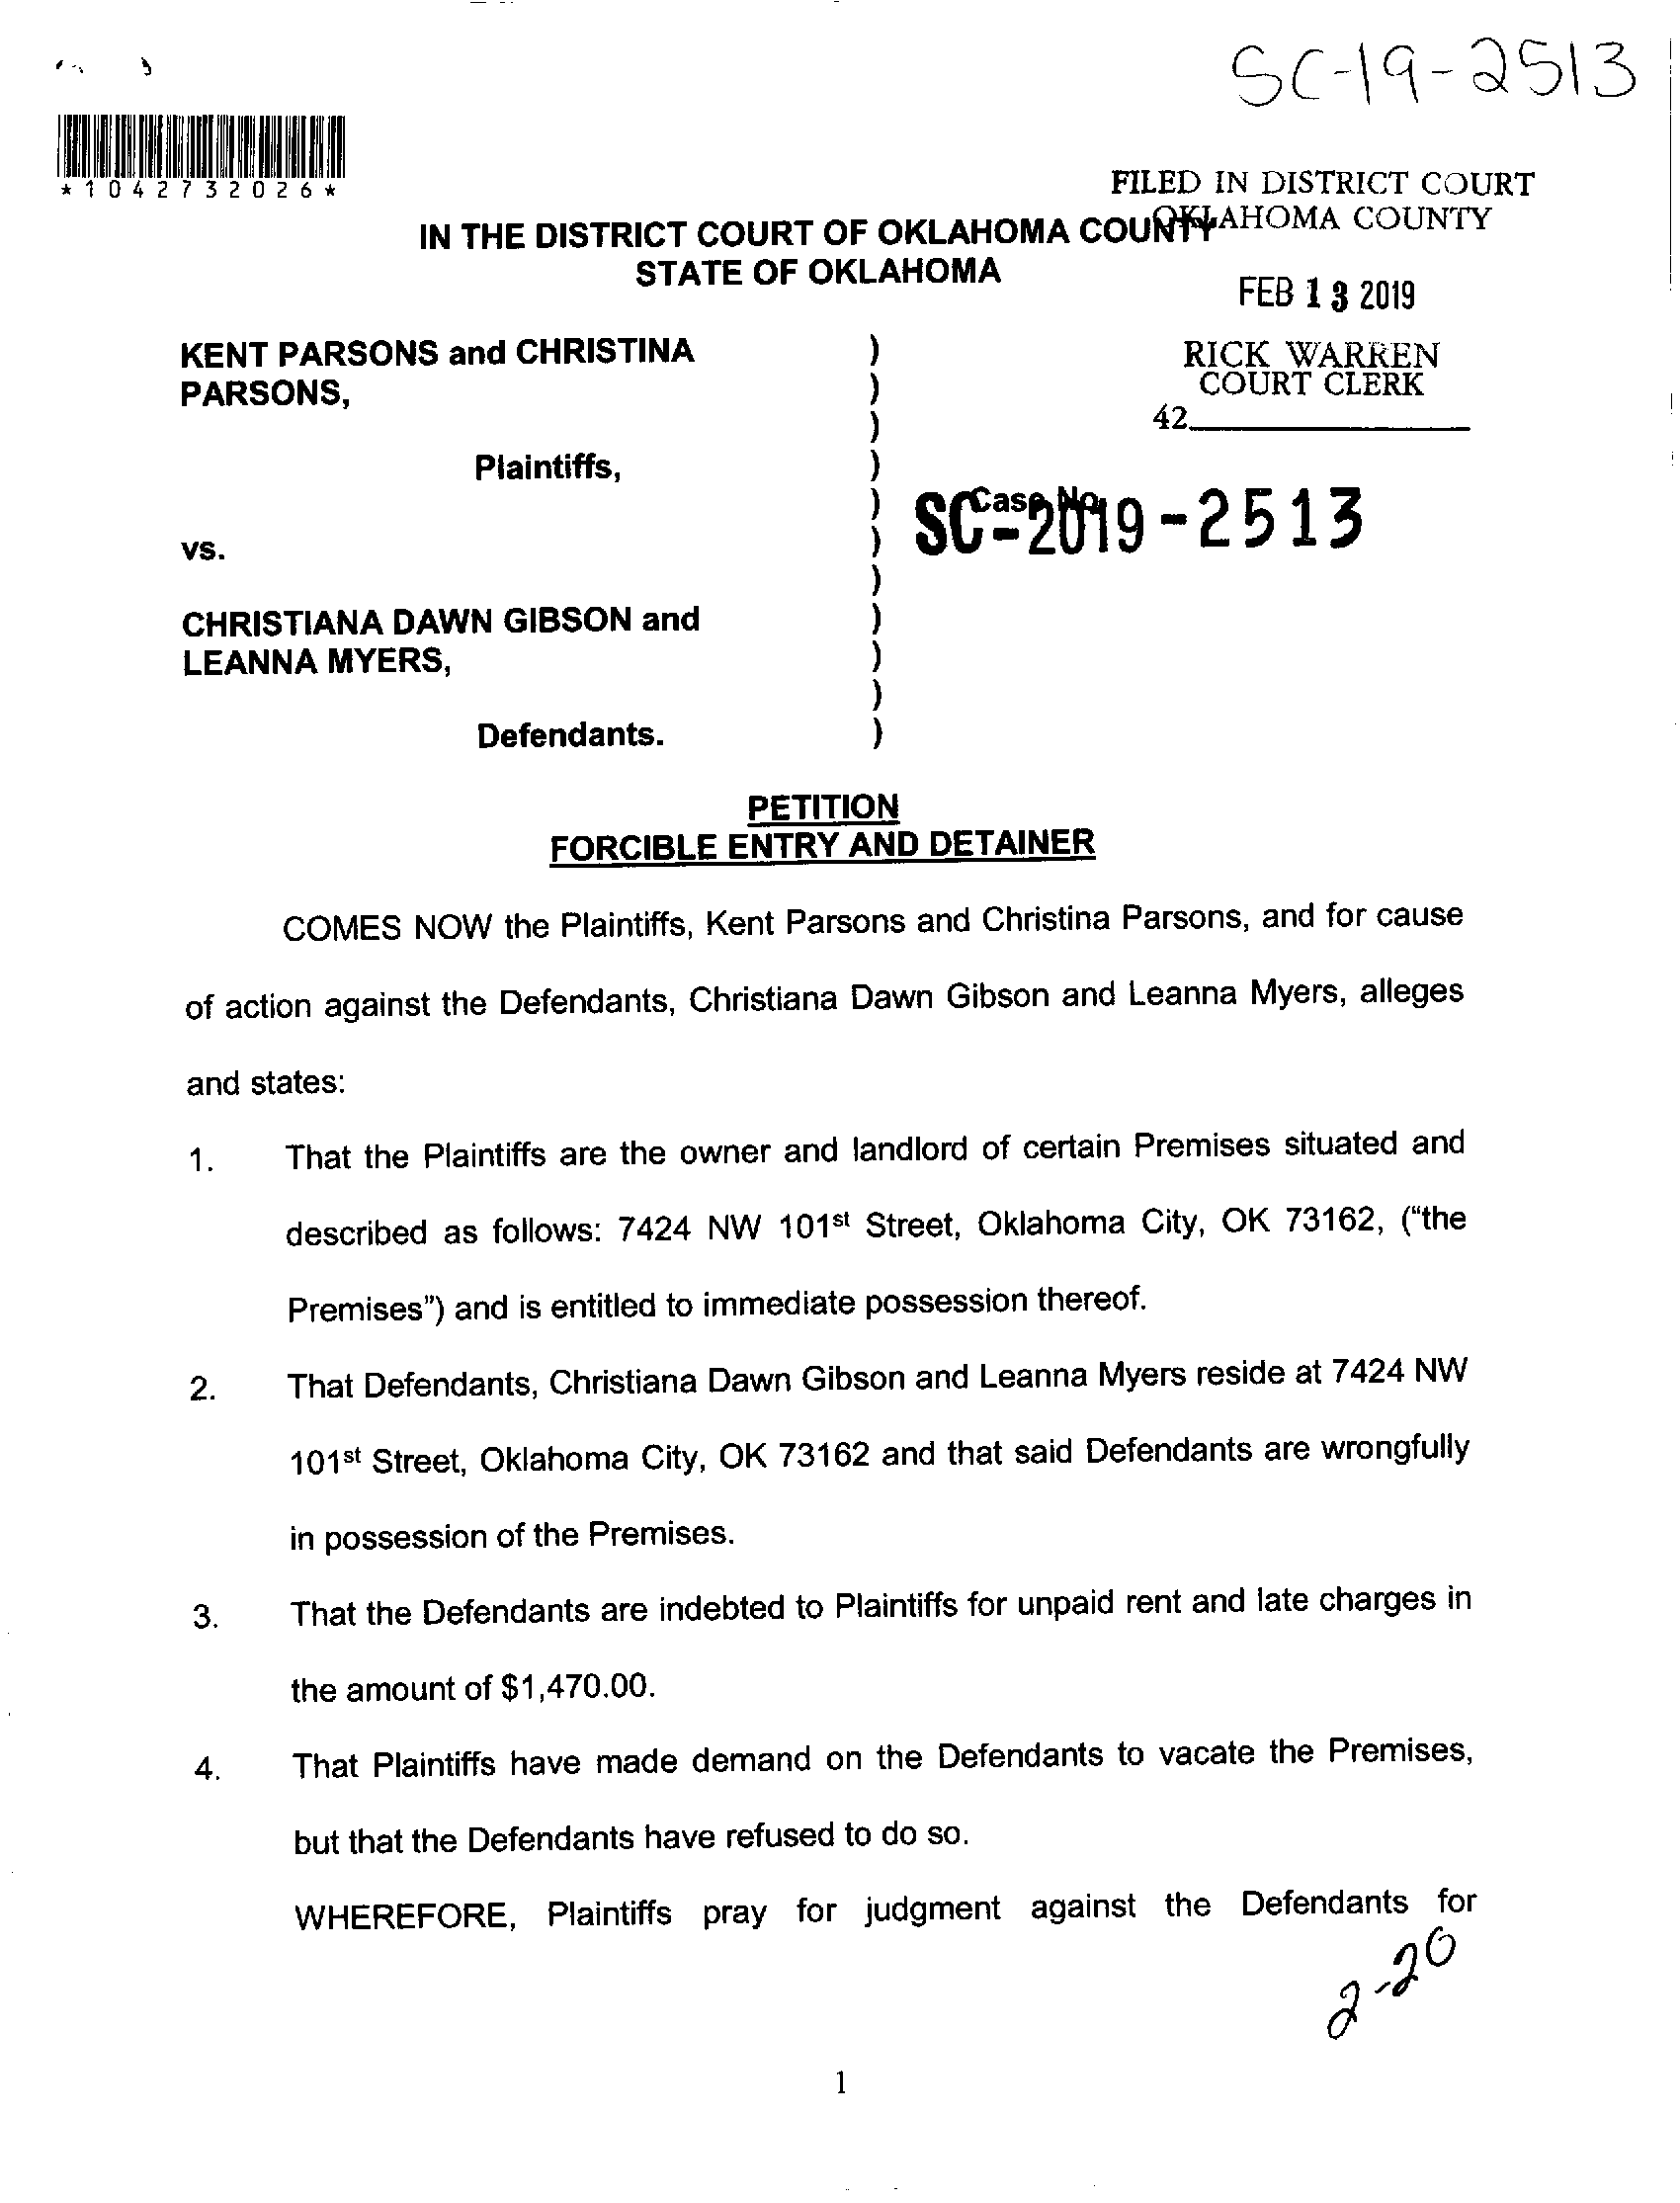 SC-19-2513
*1042732026*
FILED IN DISTRICT COURT
OKLAHOMA COUNTY
IN THE DISTRICT COURT OF OKLAHOMA COUNTY
STATE OF OKLAHOMA
FEB 13 2019
KENT PARSONS and CHRISTINA )
PARSONS, )
)
RICK WARREN
COURT CLERK
42
Plaintiffs, )
)
Case No.
SC-2019-2513
vs. )
)
CHRISTIANA DAWN GIBSON and )
LEANNA MYERS, )
)
Defendants. )
PETITION
FORCIBLE ENTRY AND DETAINER
COMES NOW the Plaintiffs, Kent Parsons and Christina Parsons, and for cause
of action against the Defendants, Christiana Dawn Gibson and Leanna Myers, alleges
and states:
1. That the Plaintiffs are the owner and landlord of certain Premises situated and
described as follows: 7424 NW 101st Street, Oklahoma City, OK 73162, ("the
Premises") and is entitled to immediate possession thereof.
2. That Defendants, Christiana Dawn Gibson and Leanna Myers reside at 7424 NW
101st Street, Oklahoma City, OK 73162 and that said Defendants are wrongfully
in possession of the Premises.
3. That the Defendants are indebted to Plaintiffs for unpaid rent and late charges in
the amount of $1,470.00.
4. That Plaintiffs have made demand on the Defendants to vacate the Premises,
but that the Defendants have refused to do so.
WHEREFORE, Plaintiffs pray for judgment against the Defendants for
2-20
1